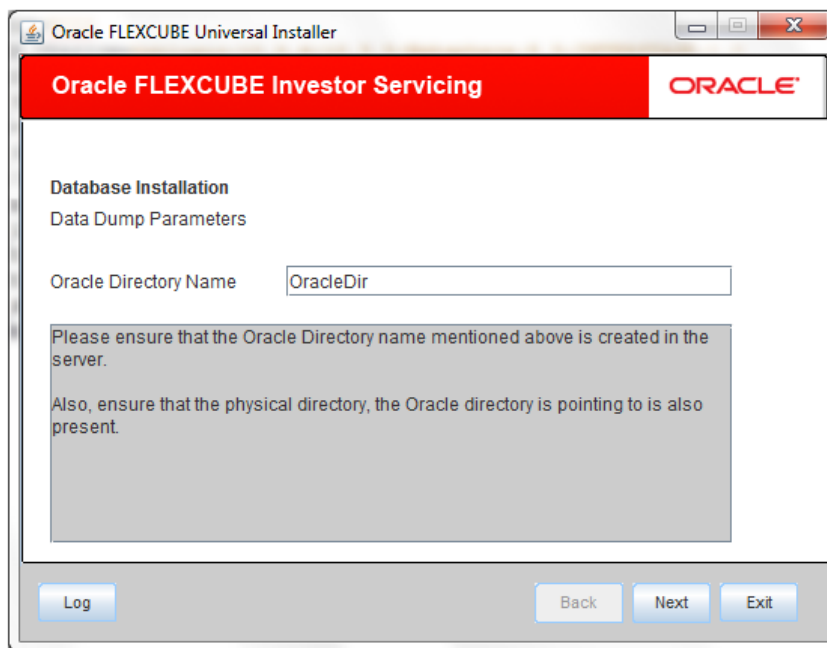 Oracle FLEXCUBE Universal Installer
Oracle FLEXCUBE Investor Servicing
ORACLE
Database Installation
Data Dump Parameters
Oracle Directory Name OracleDir
Please ensure that the Oracle Directory name mentioned above is created in the
server.
Also, ensure that the physical directory, the Oracle directory is pointing to is also
present.
Log Back Next Exit